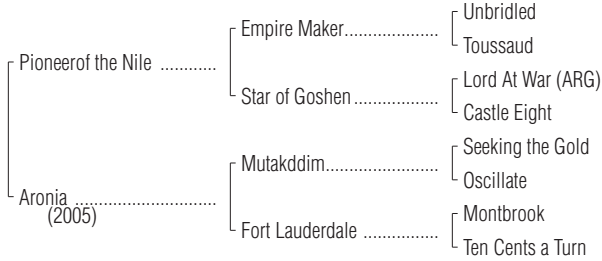 Unbridled
Empire Maker.....................
Toussaud
Pioneerof the Nile ............
Lord At War (ARG)
Star of Goshen...................
Castle Eight
Seeking the Gold
Mutakddim.........................
Oscillate
Aronia ..............................
(2005)
Montbrook
Fort Lauderdale .................
Ten Cents a Turn